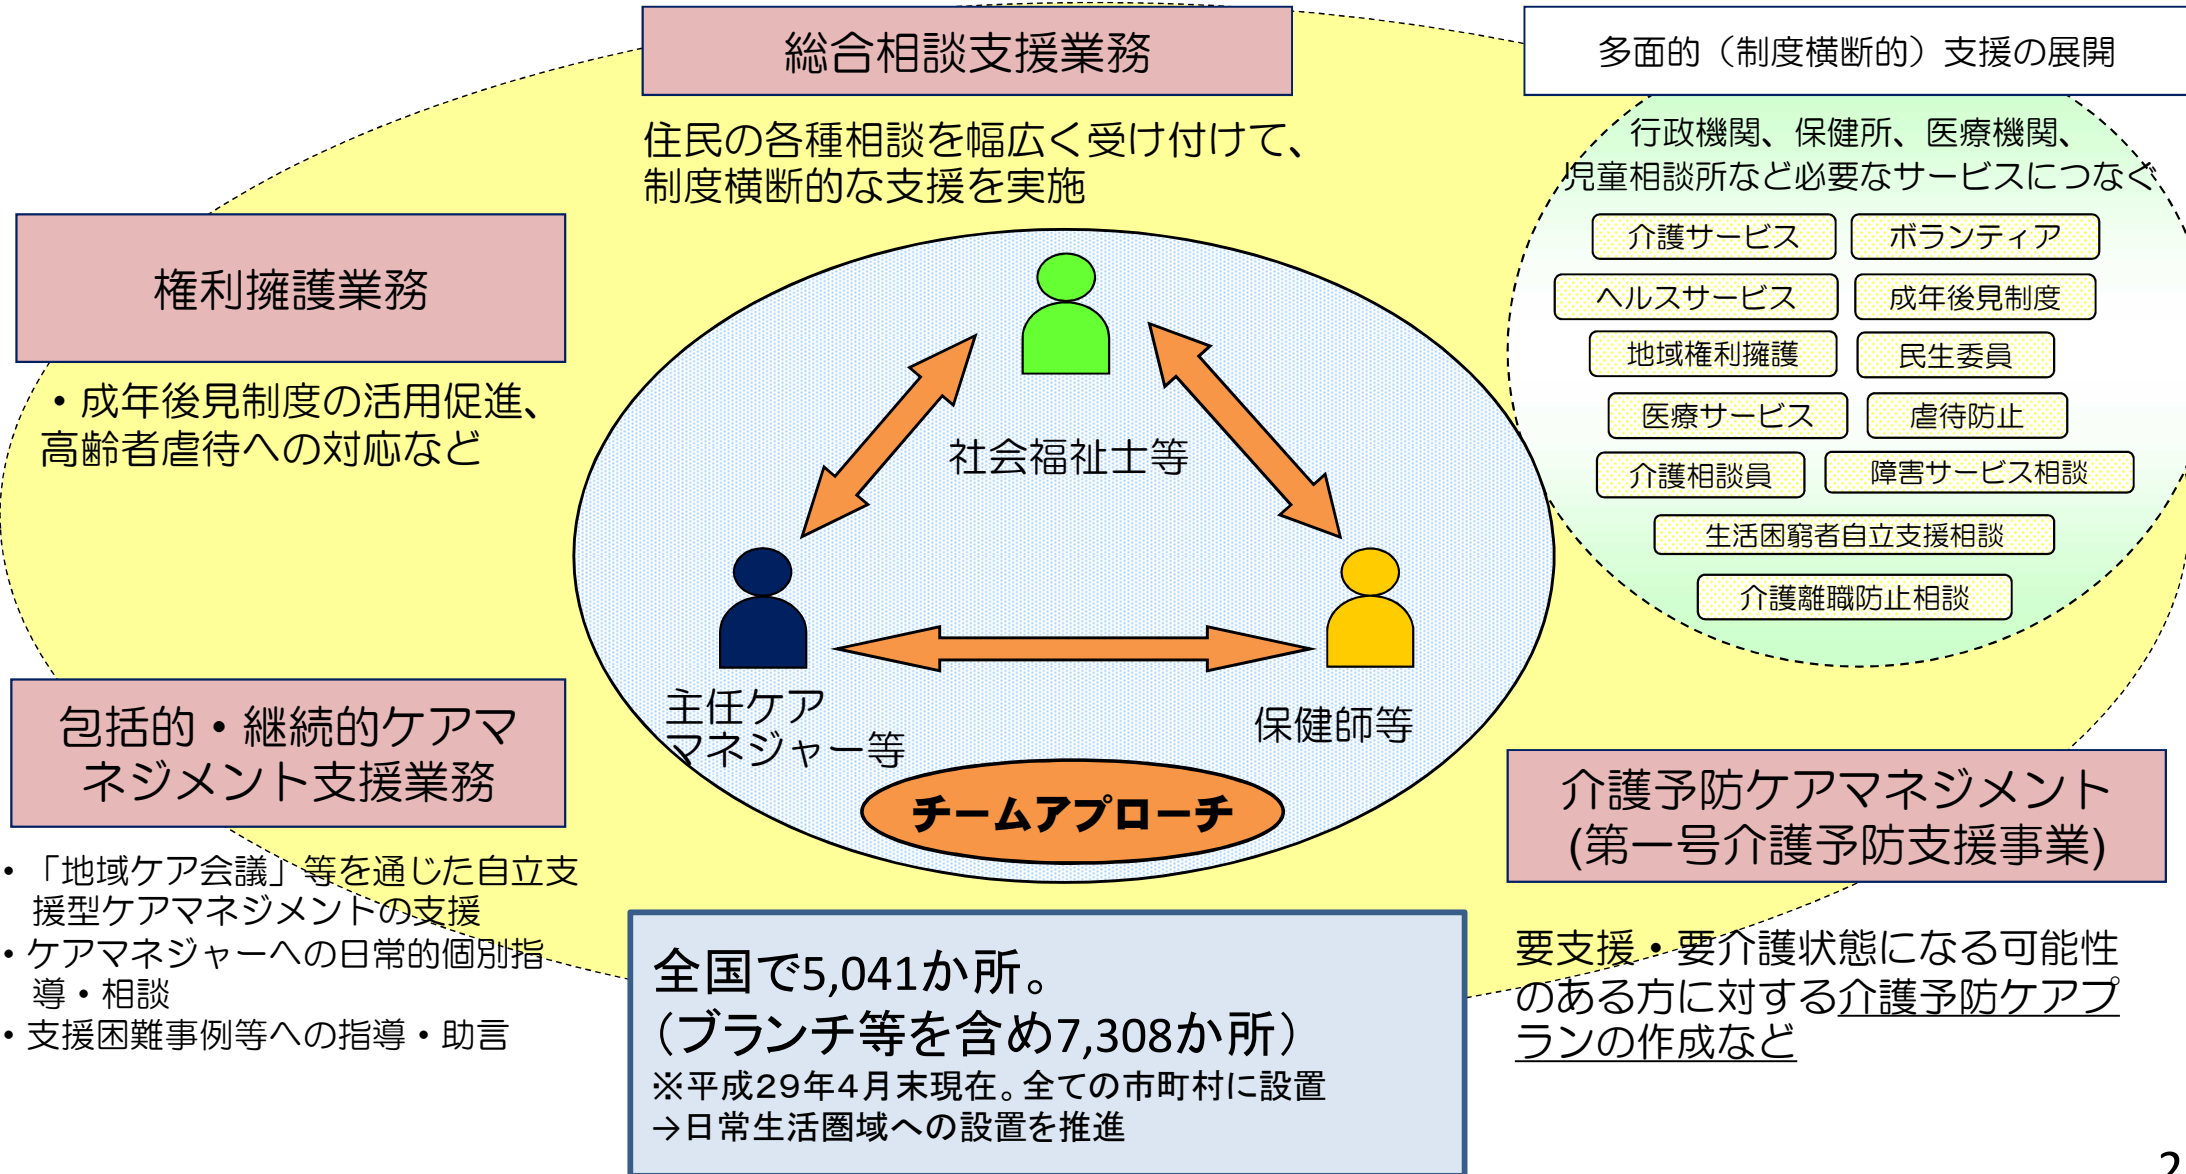 総合相談支援業務
住民の各種相談を幅広く受け付けて、
制度横断的な支援を実施
多面的（制度横断的）支援の展開
行政機関、保健所、医療機関、
児童相談所など必要なサービスにつなぐ
介護サービス
ボランティア
ヘルスサービス
成年後見制度
地域権利擁護
民生委員
医療サービス
虐待防止
介護相談員
障害サービス相談
生活困窮者自立支援相談
介護離職防止相談
権利擁護業務
・成年後見制度の活用促進、
高齢者虐待への対応など
社会福祉士等
主任ケア
マネジャー等
保健師等
チームアプローチ
包括的・継続的ケアマ
ネジメント支援業務
・「地域ケア会議」等を通じた自立支
援型ケアマネジメントの支援
・ケアマネジャーへの日常的個別指
導・相談
・支援困難事例等への指導・助言
全国で5,041か所。
（ブランチ等を含め7,308か所）
※平成29年4月末現在。全ての市町村に設置
→日常生活圏域への設置を推進
介護予防ケアマネジメント
(第一号介護予防支援事業)
要支援・要介護状態になる可能性
のある方に対する介護予防ケアプ
ランの作成など
2